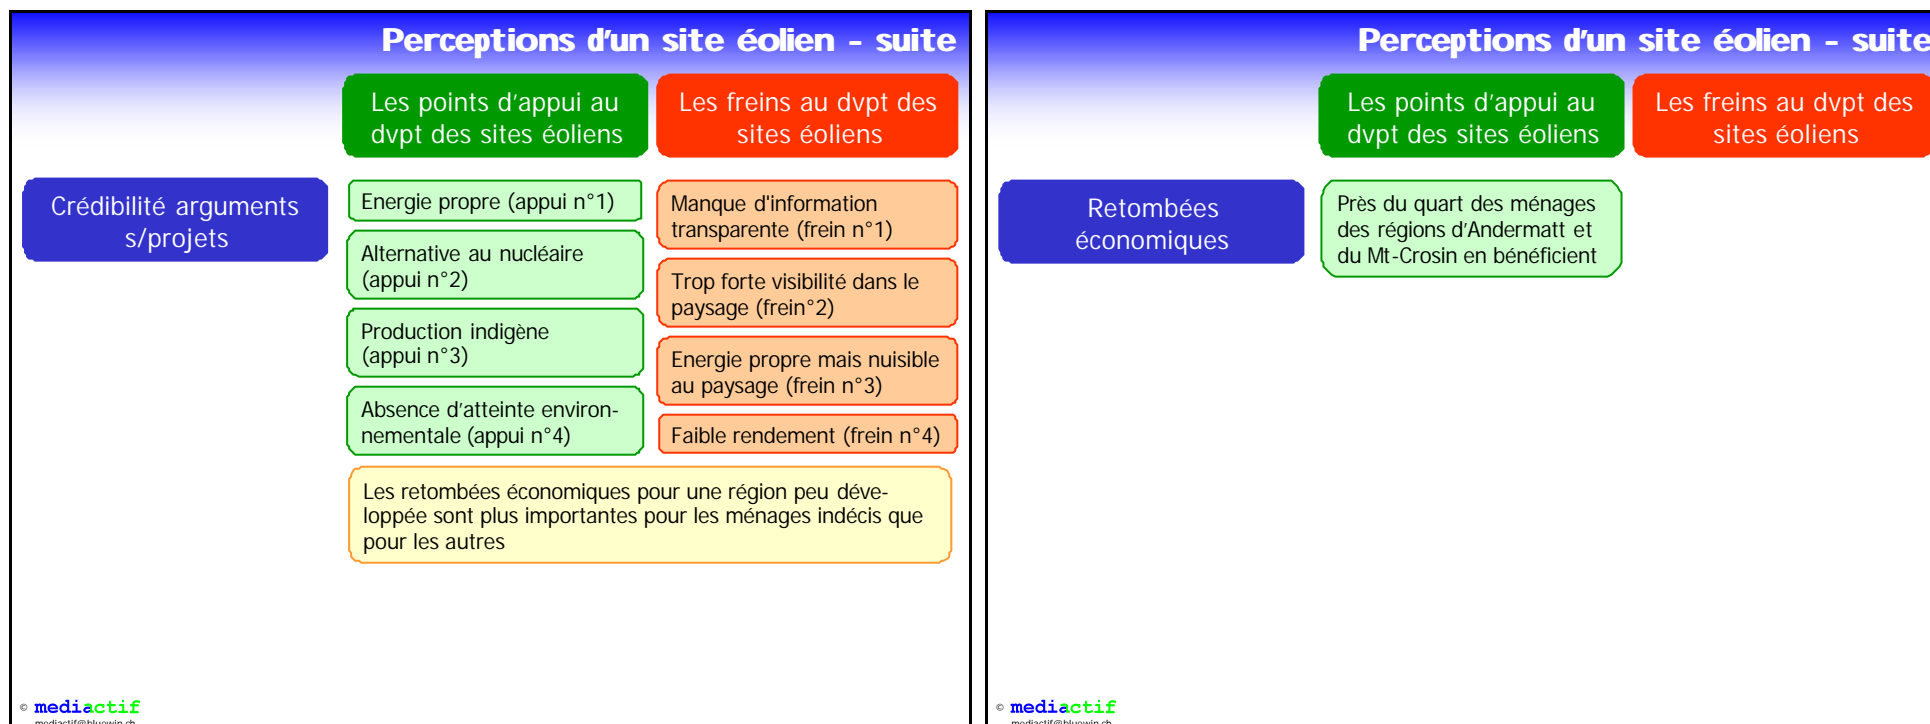 Perceptions d'un site éolien - suite
Les points d'appui au
dvpt des sites éoliens
Les freins au dvpt des
sites éoliens
Crédibilité arguments
s/projets
Energie propre (appui n°1)
Alternative au nucléaire
(appui n°2)
Production indigène
(appui n°3)
Absence d'atteinte environ-
nementale (appui n°4)
Manque d'information
transparente (frein n°1)
Trop forte visibilité dans le
paysage (frein°2)
Energie propre mais nuisible
au paysage (frein n°3)
Faible rendement (frein n°4)
Les retombées économiques pour une région peu déve-
loppée sont plus importantes pour les ménages indécis que
pour les autres
© mediactif
mediactif@bluewin.ch
Perceptions d'un site éolien - suite
Les points d'appui au
dvpt des sites éoliens
Les freins au dvpt des
sites éoliens
Retombées
économiques
Près du quart des ménages
des régions d'Andermatt et
du Mt-Crosin en bénéficient
© mediactif
mediactif@bluewin.ch